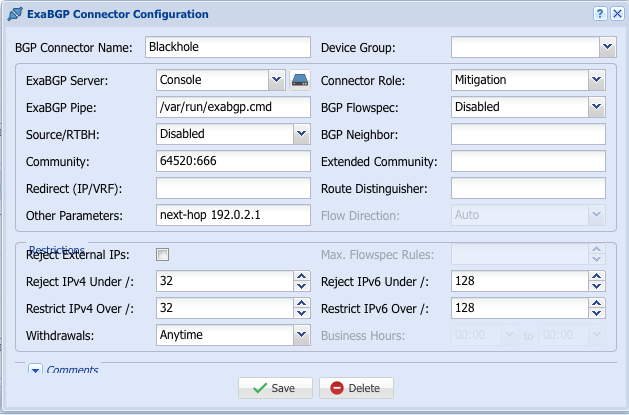 ExaBGP Connector Configuration
BGP Connector Name: Blackhole Device Group:
ExaBGP Server: Console Connector Role: Mitigation
ExaBGP Pipe: /var/run/exabgp.cmd BGP Flowspec: Disabled
Source/RTBH: Disabled BGP Neighbor:
Community: 64520:666 Extended Community:
Redirect (IP/VRF): Route Distinguisher:
Other Parameters: next-hop 192.0.2.1 Flow Direction: Auto
Restrictions
Reject External IPs: Max. Flowspec Rules:
Reject IPv4 Under /: 32 Reject IPv6 Under /: 128
Restrict IPv4 Over /: 32 Restrict IPv6 Over /: 128
Withdrawals: Anytime Business Hours: 00:00 to 00:00
Comments
Save Delete